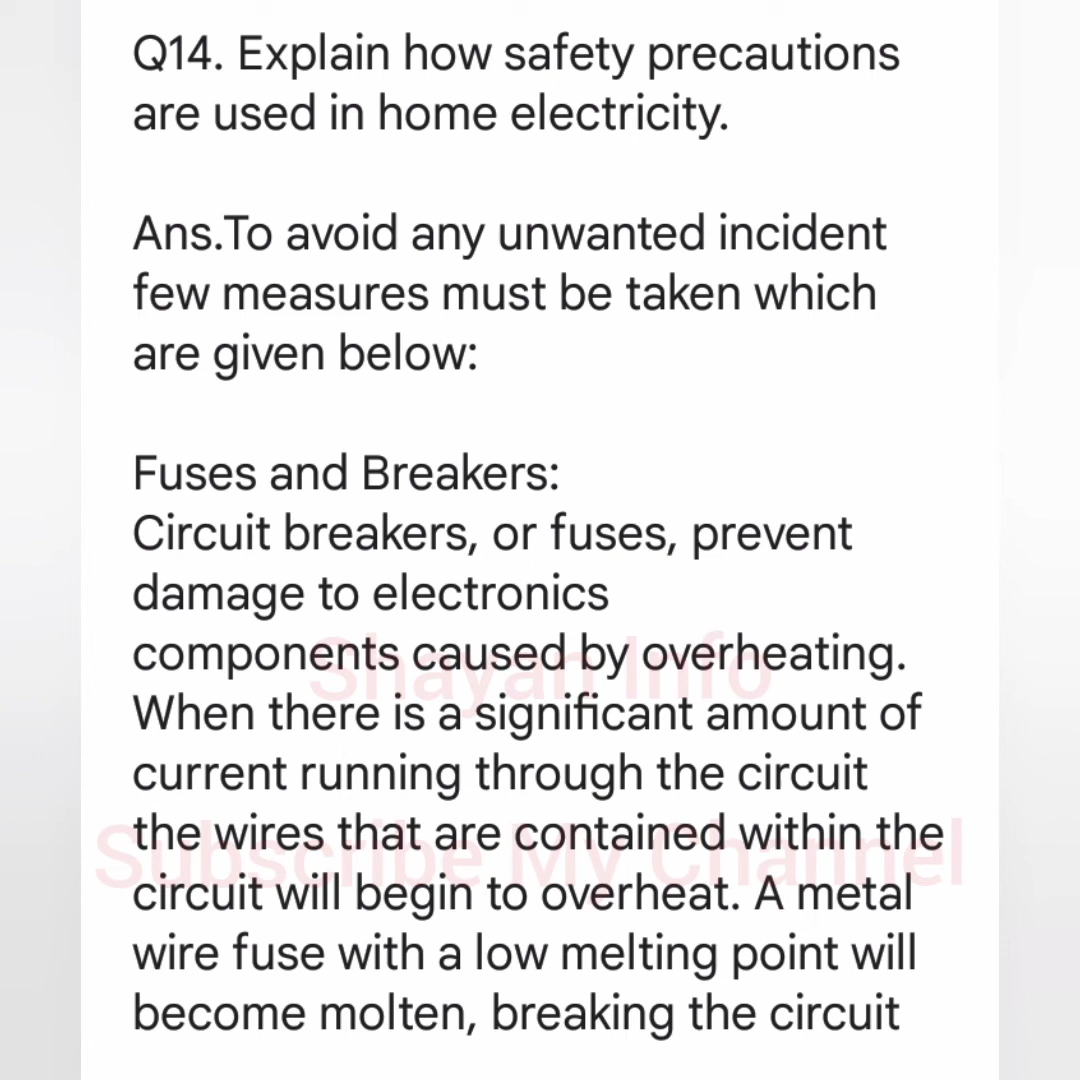 Q14. Explain how safety precautions
are used in home electricity.
Ans.To avoid any unwanted incident
few measures must be taken which
are given below:
Fuses and Breakers:
Circuit breakers, or fuses, prevent
damage to electronics
components caused by overheating.
Shayan Info
When there is a significant amount of
current running through the circuit
the wires that are contained within the
Subscribe My Channel
circuit will begin to overheat. A metal
wire fuse with a low melting point will
become molten, breaking the circuit